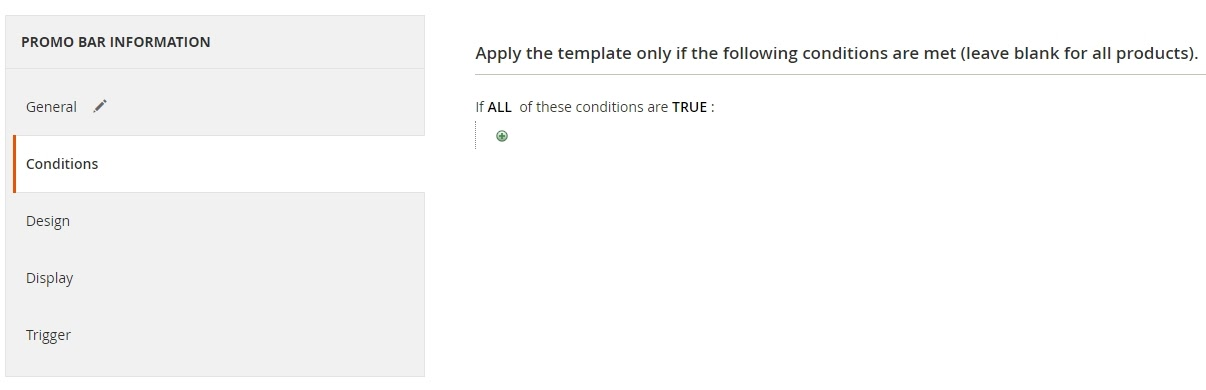 PROMO BAR INFORMATION
General
Conditions
Design
Display
Trigger
Apply the template only if the following conditions are met (leave blank for all products).
If ALL of these conditions are TRUE :